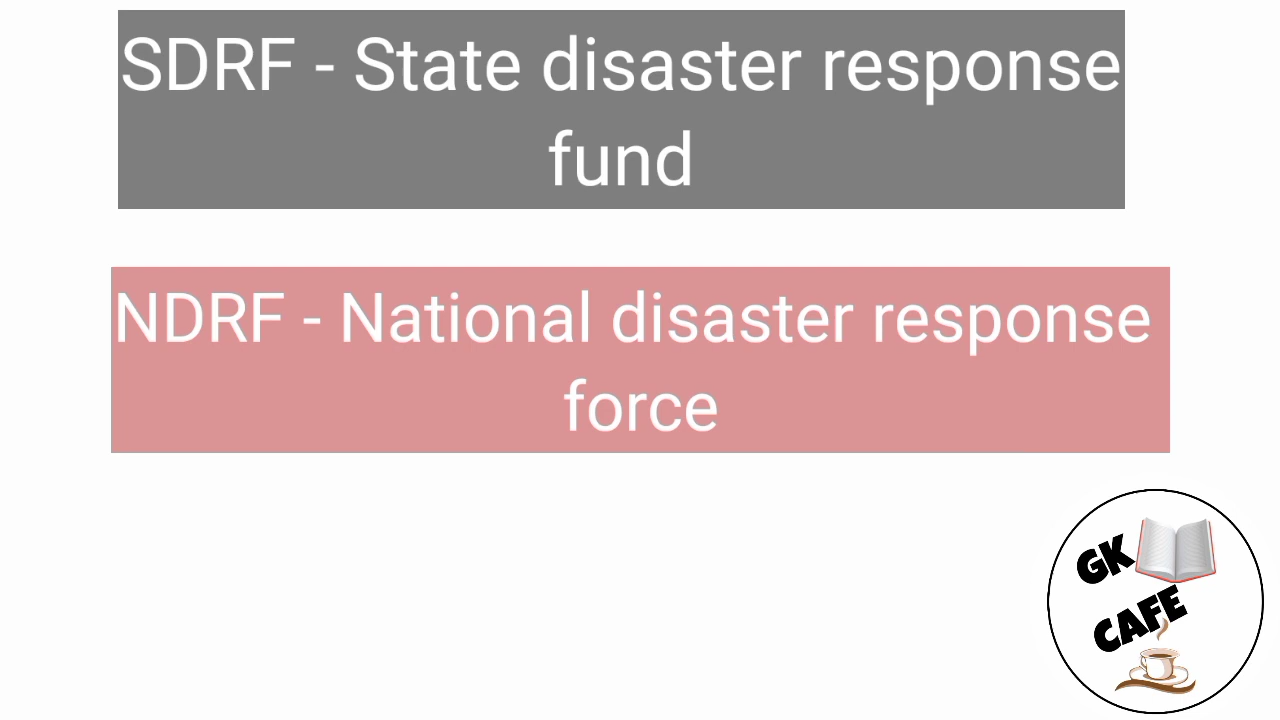 SDRF - State disaster response
fund
NDRF - National disaster response
force
GK
CAFE